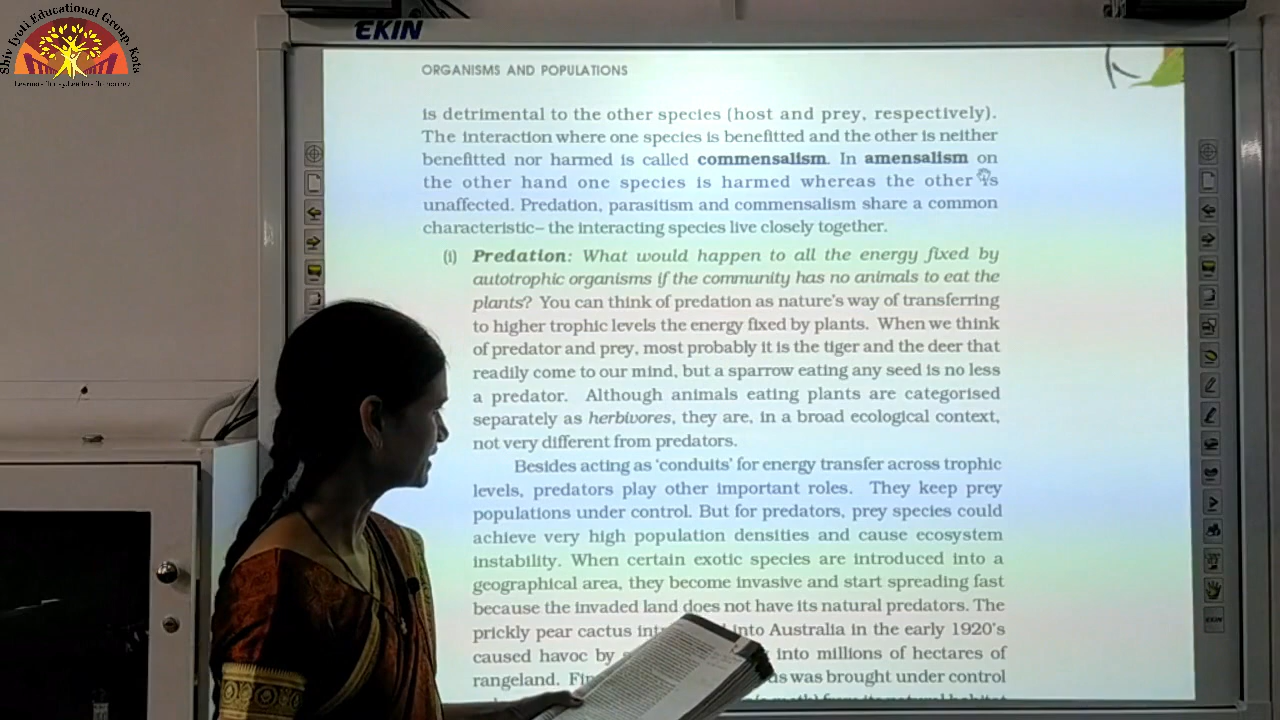 Shiv Jyoti Educational Group, Kota
EKIN
ORGANISMS AND POPULATIONS
is detrimental to the other species (host and prey, respectively).
The interaction where one species is benefitted and the other is neither
benefitted nor harmed is called commensalism. In amensalism on
the other hand one species is harmed whereas the other is
unaffected. Predation, parasitism and commensalism share a common
characteristic– the interacting species live closely together.
(i) Predation: What would happen to all the energy fixed by
autotrophic organisms if the community has no animals to eat the
plants? You can think of predation as nature's way of transferring
to higher trophic levels the energy fixed by plants. When we think
of predator and prey, most probably it is the tiger and the deer that
readily come to our mind, but a sparrow eating any seed is no less
a predator. Although animals eating plants are categorised
separately as herbivores, they are, in a broad ecological context,
not very different from predators.
Besides acting as 'conduits' for energy transfer across trophic
levels, predators play other important roles. They keep prey
populations under control. But for predators, prey species could
achieve very high population densities and cause ecosystem
instability. When certain exotic species are introduced into a
geographical area, they become invasive and start spreading fast
because the invaded land does not have its natural predators. The
prickly pear cactus into Australia in the early 1920's
caused havoc by into millions of hectares of
rangeland. was brought under control
from its natural habitat
EKIN